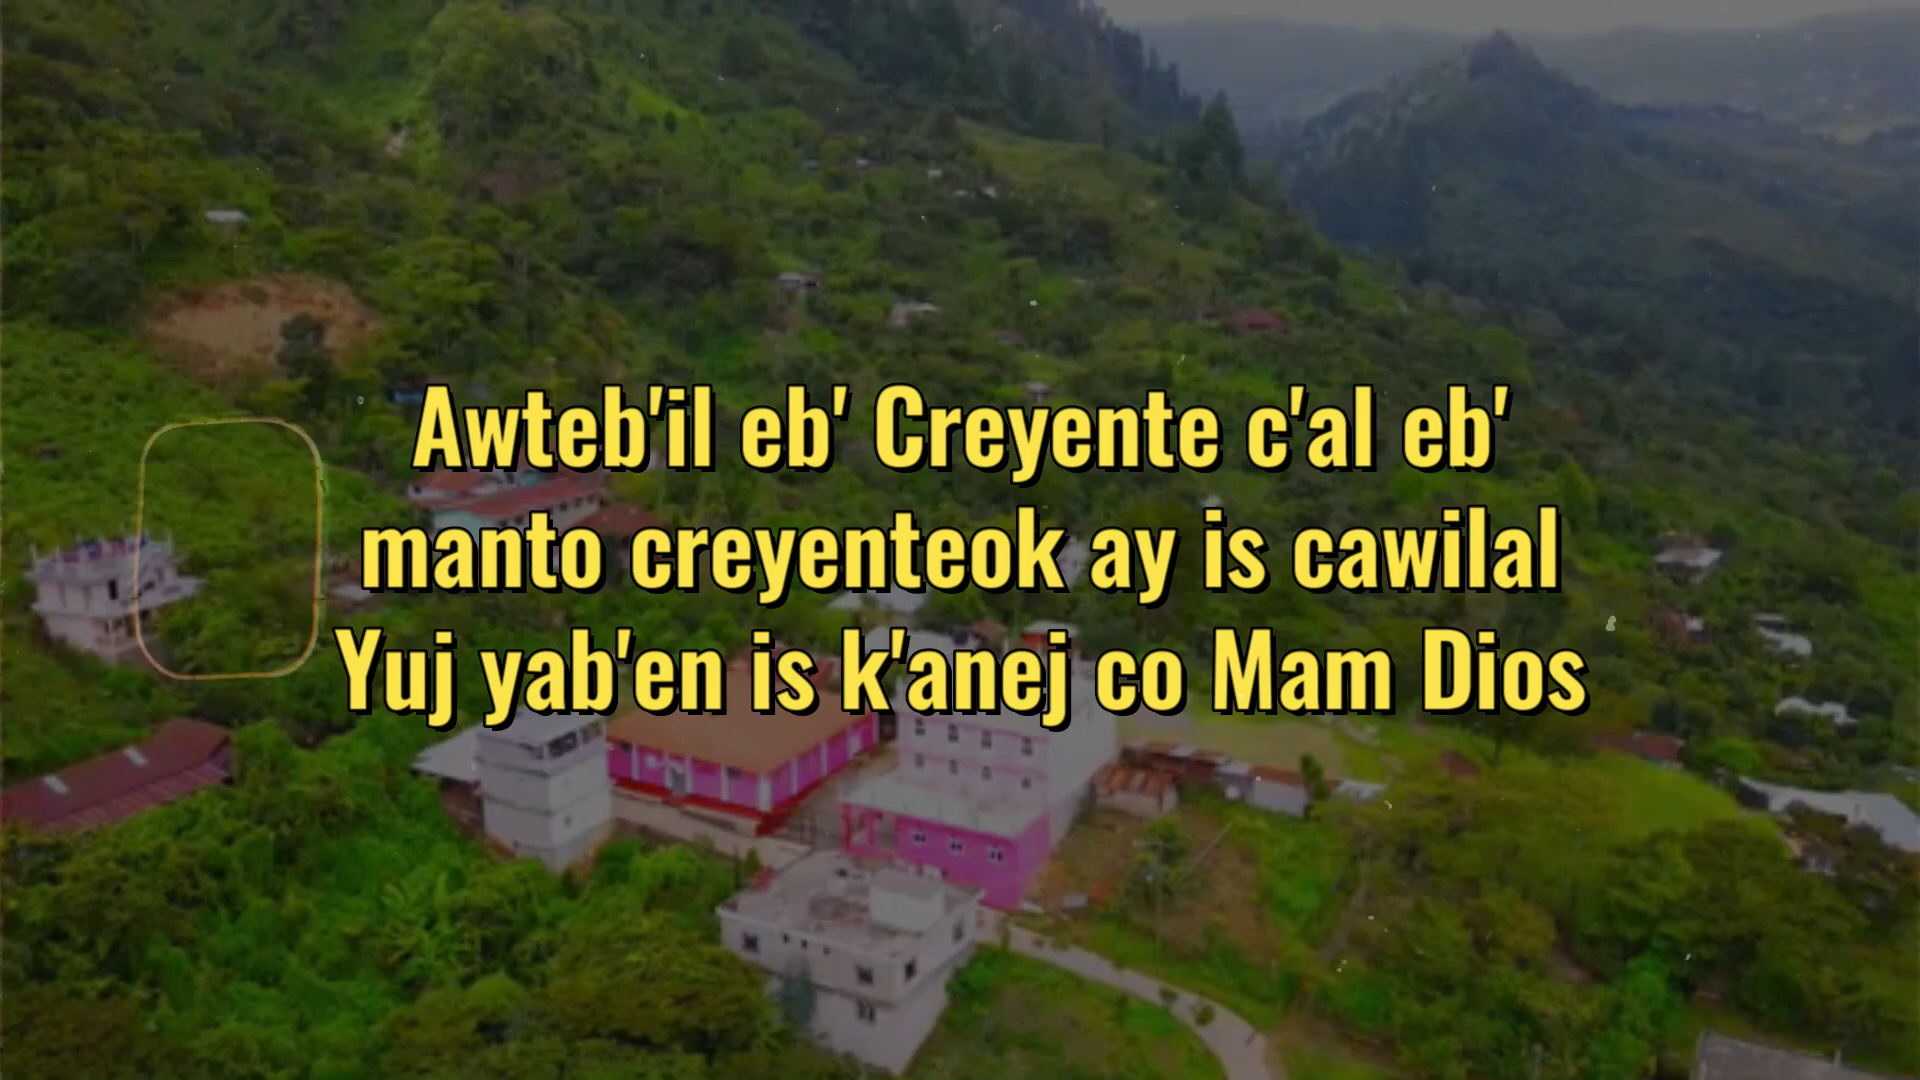 Awteb'il eb' Creyente c'al eb'
manto creyenteok ay is cawilal
Yuj yab'en is k'anej co Mam Dios